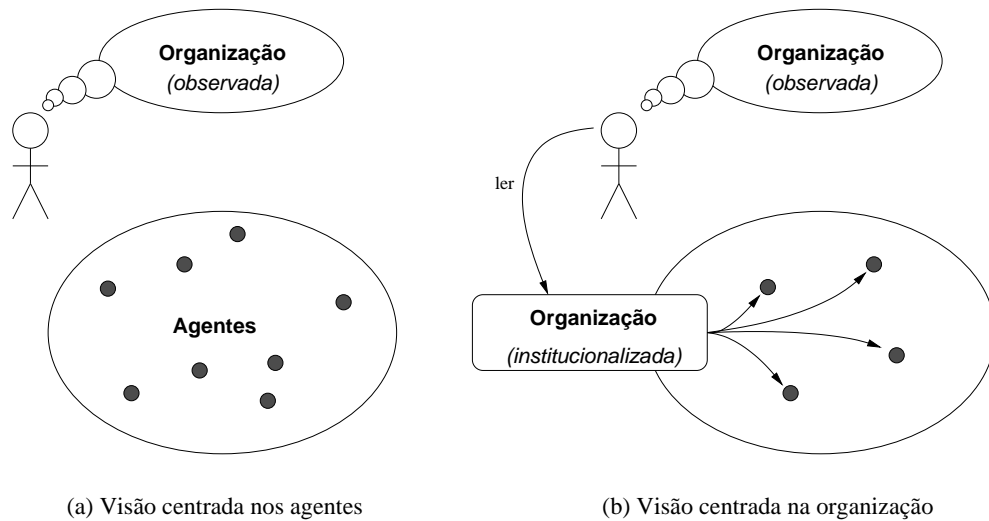 Organização
(observada)
Agentes
(a) Visão centrada nos agentes
Organização
(observada)
ler
Organização
(institucionalizada)
(b) Visão centrada na organização